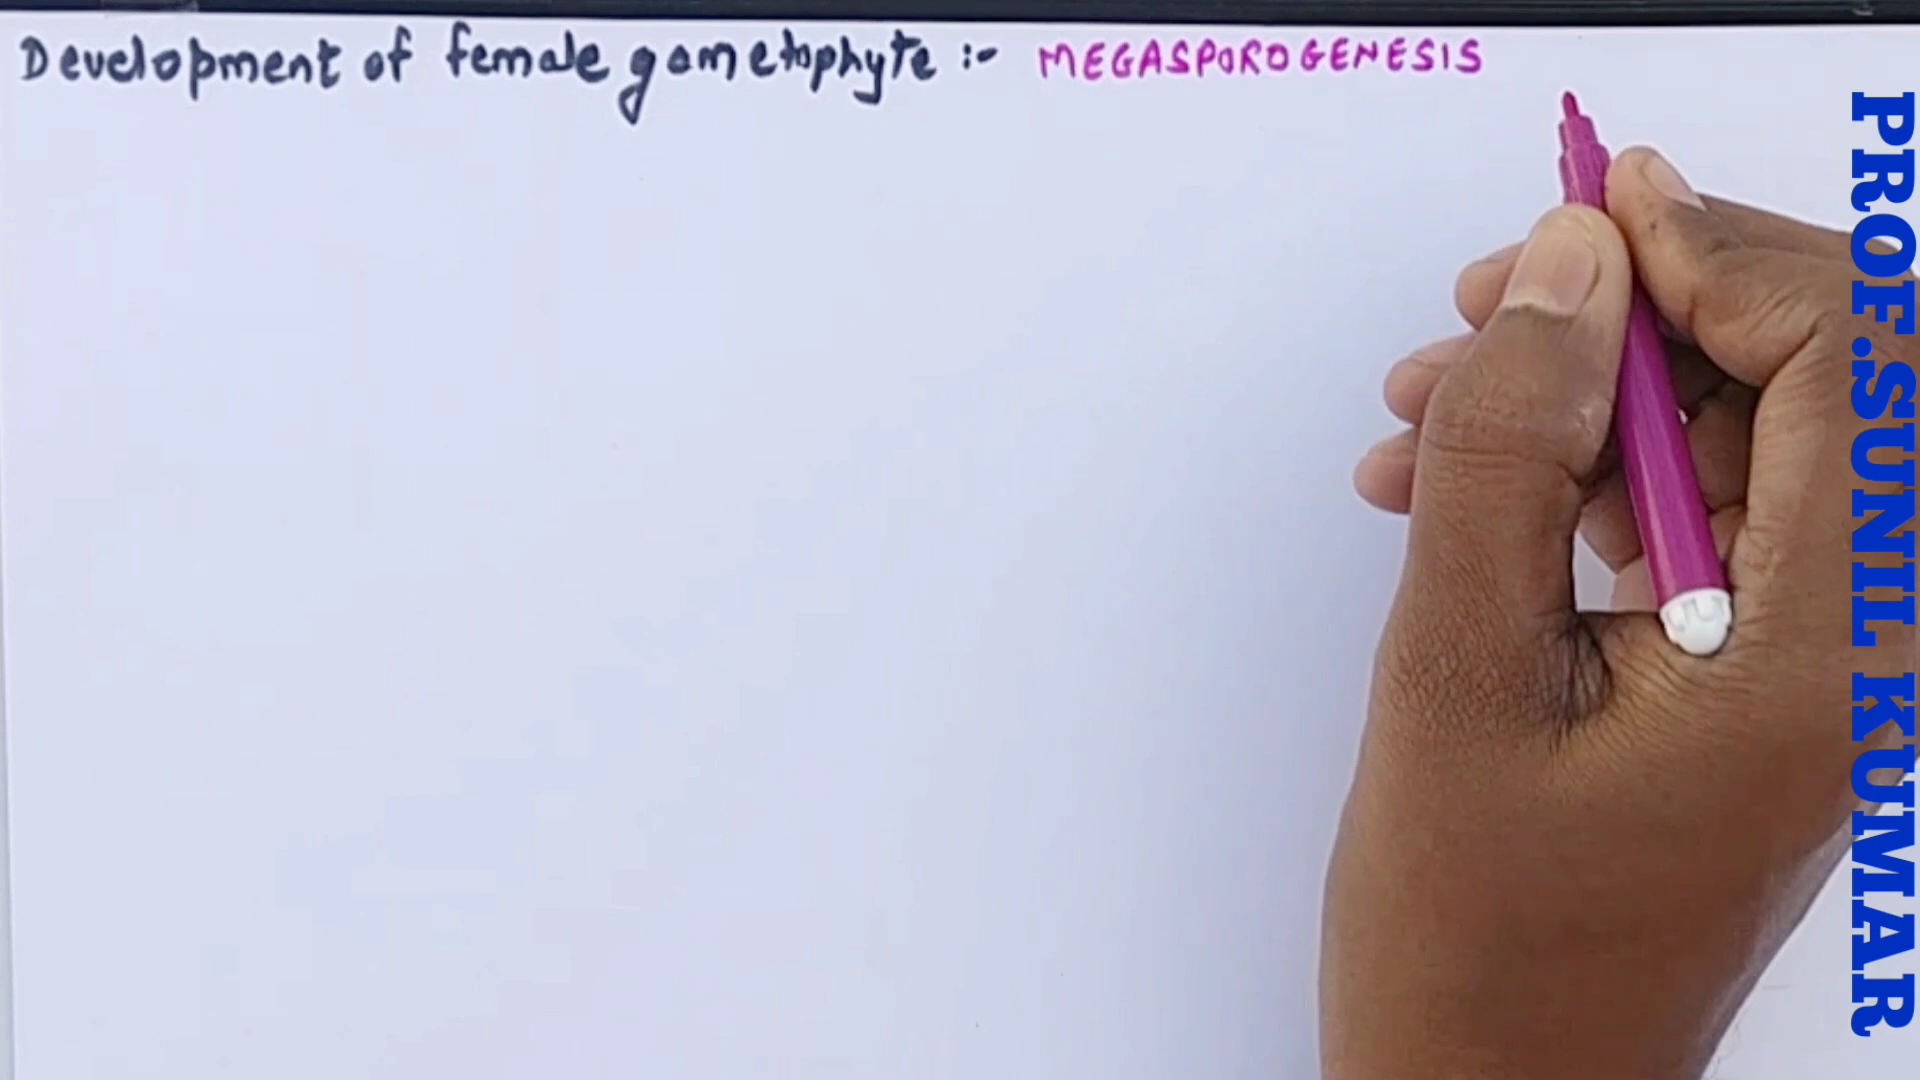 Development of female gametophyte :- MEGASPOROGENESIS
PROF.SUNIL KUMAR